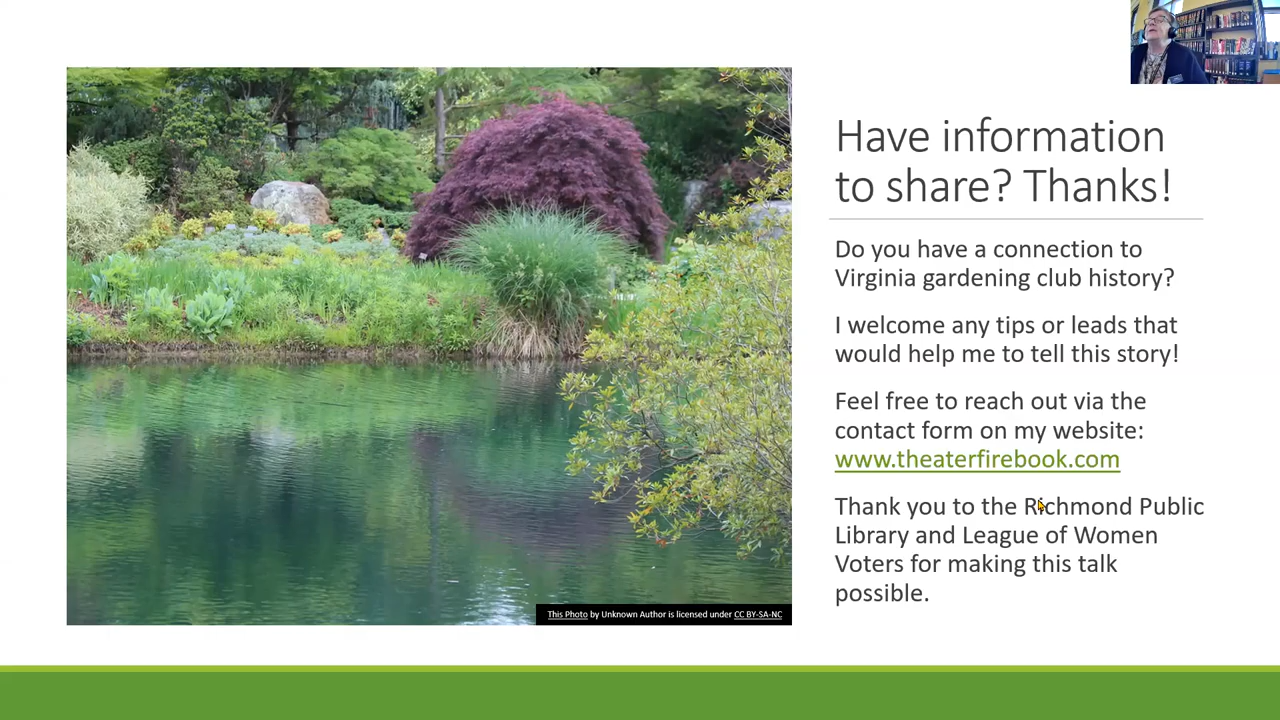 Have information
to share? Thanks!
Do you have a connection to
Virginia gardening club history?
I welcome any tips or leads that
would help me to tell this story!
Feel free to reach out via the
contact form on my website:
www.theaterfirebook.com
Thank you to the Richmond Public
Library and League of Women
Voters for making this talk
possible.
This Photo by Unknown Author is licensed under CC BY-SA-NC